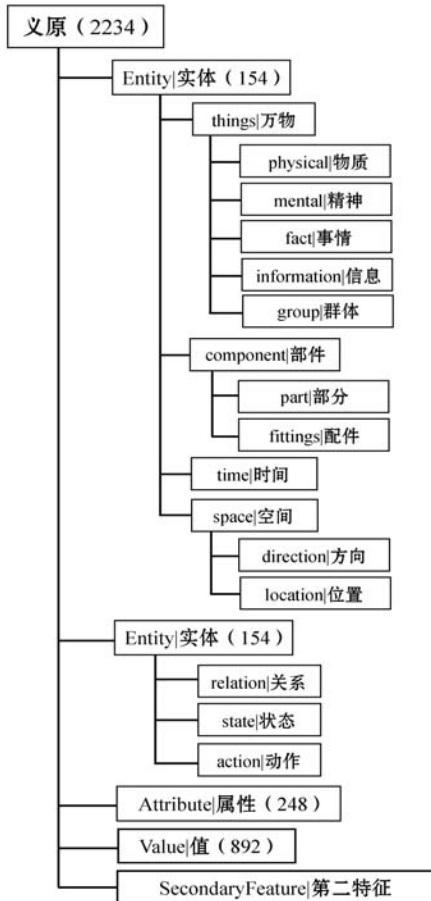 义原（2234）
Entity|实体（154）
things|万物
physical|物质
mental|精神
fact|事情
information|信息
group|群体
component|部件
part|部分
fittings|配件
time|时间
space|空间
direction|方向
location|位置
Entity|实体（154）
relation|关系
state|状态
action|动作
Attribute|属性（248）
Value|值（892）
SecondaryFeature|第二特征